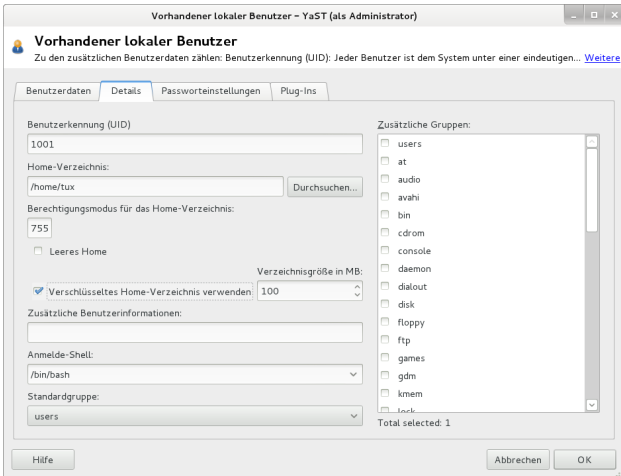 Vorhandener lokaler Benutzer – YaST (als Administrator)
Vorhandener lokaler Benutzer
Zu den zusätzlichen Benutzerdaten zählen: Benutzerkennung (UID): Jeder Benutzer ist dem System unter einer eindeutigen... Weitere
Benutzerdaten Details Passworteinstellungen Plug-Ins
Benutzerkennung (UID)
1001
Home-Verzeichnis:
/home/tux Durchsuchen...
Berechtigungsmodus für das Home-Verzeichnis:
755
Leeres Home
Verzeichnisgröße in MB:
Verschlüsseltes Home-Verzeichnis verwenden 100
Zusätzliche Benutzerinformationen:
Anmelde-Shell:
/bin/bash
Standardgruppe:
users
Zusätzliche Gruppen:
users
at
audio
avahi
bin
cdrom
console
daemon
dialout
disk
floppy
ftp
games
gdm
kmem
Total selected: 1
Hilfe Abbrechen OK